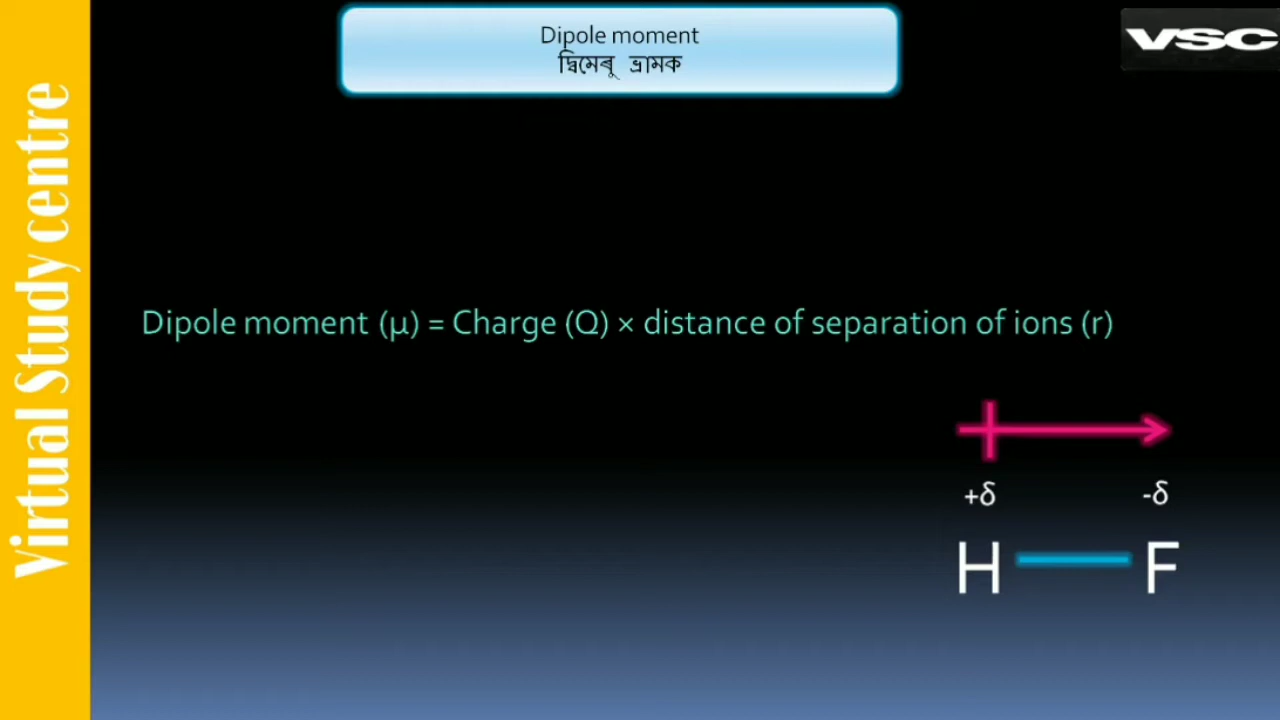 Dipole moment
দ্বিমেৰু ভ্ৰামক
VSC
Virtual Study centre
Dipole moment (μ) = Charge (Q) × distance of separation of ions (r)
+δ -δ
H F